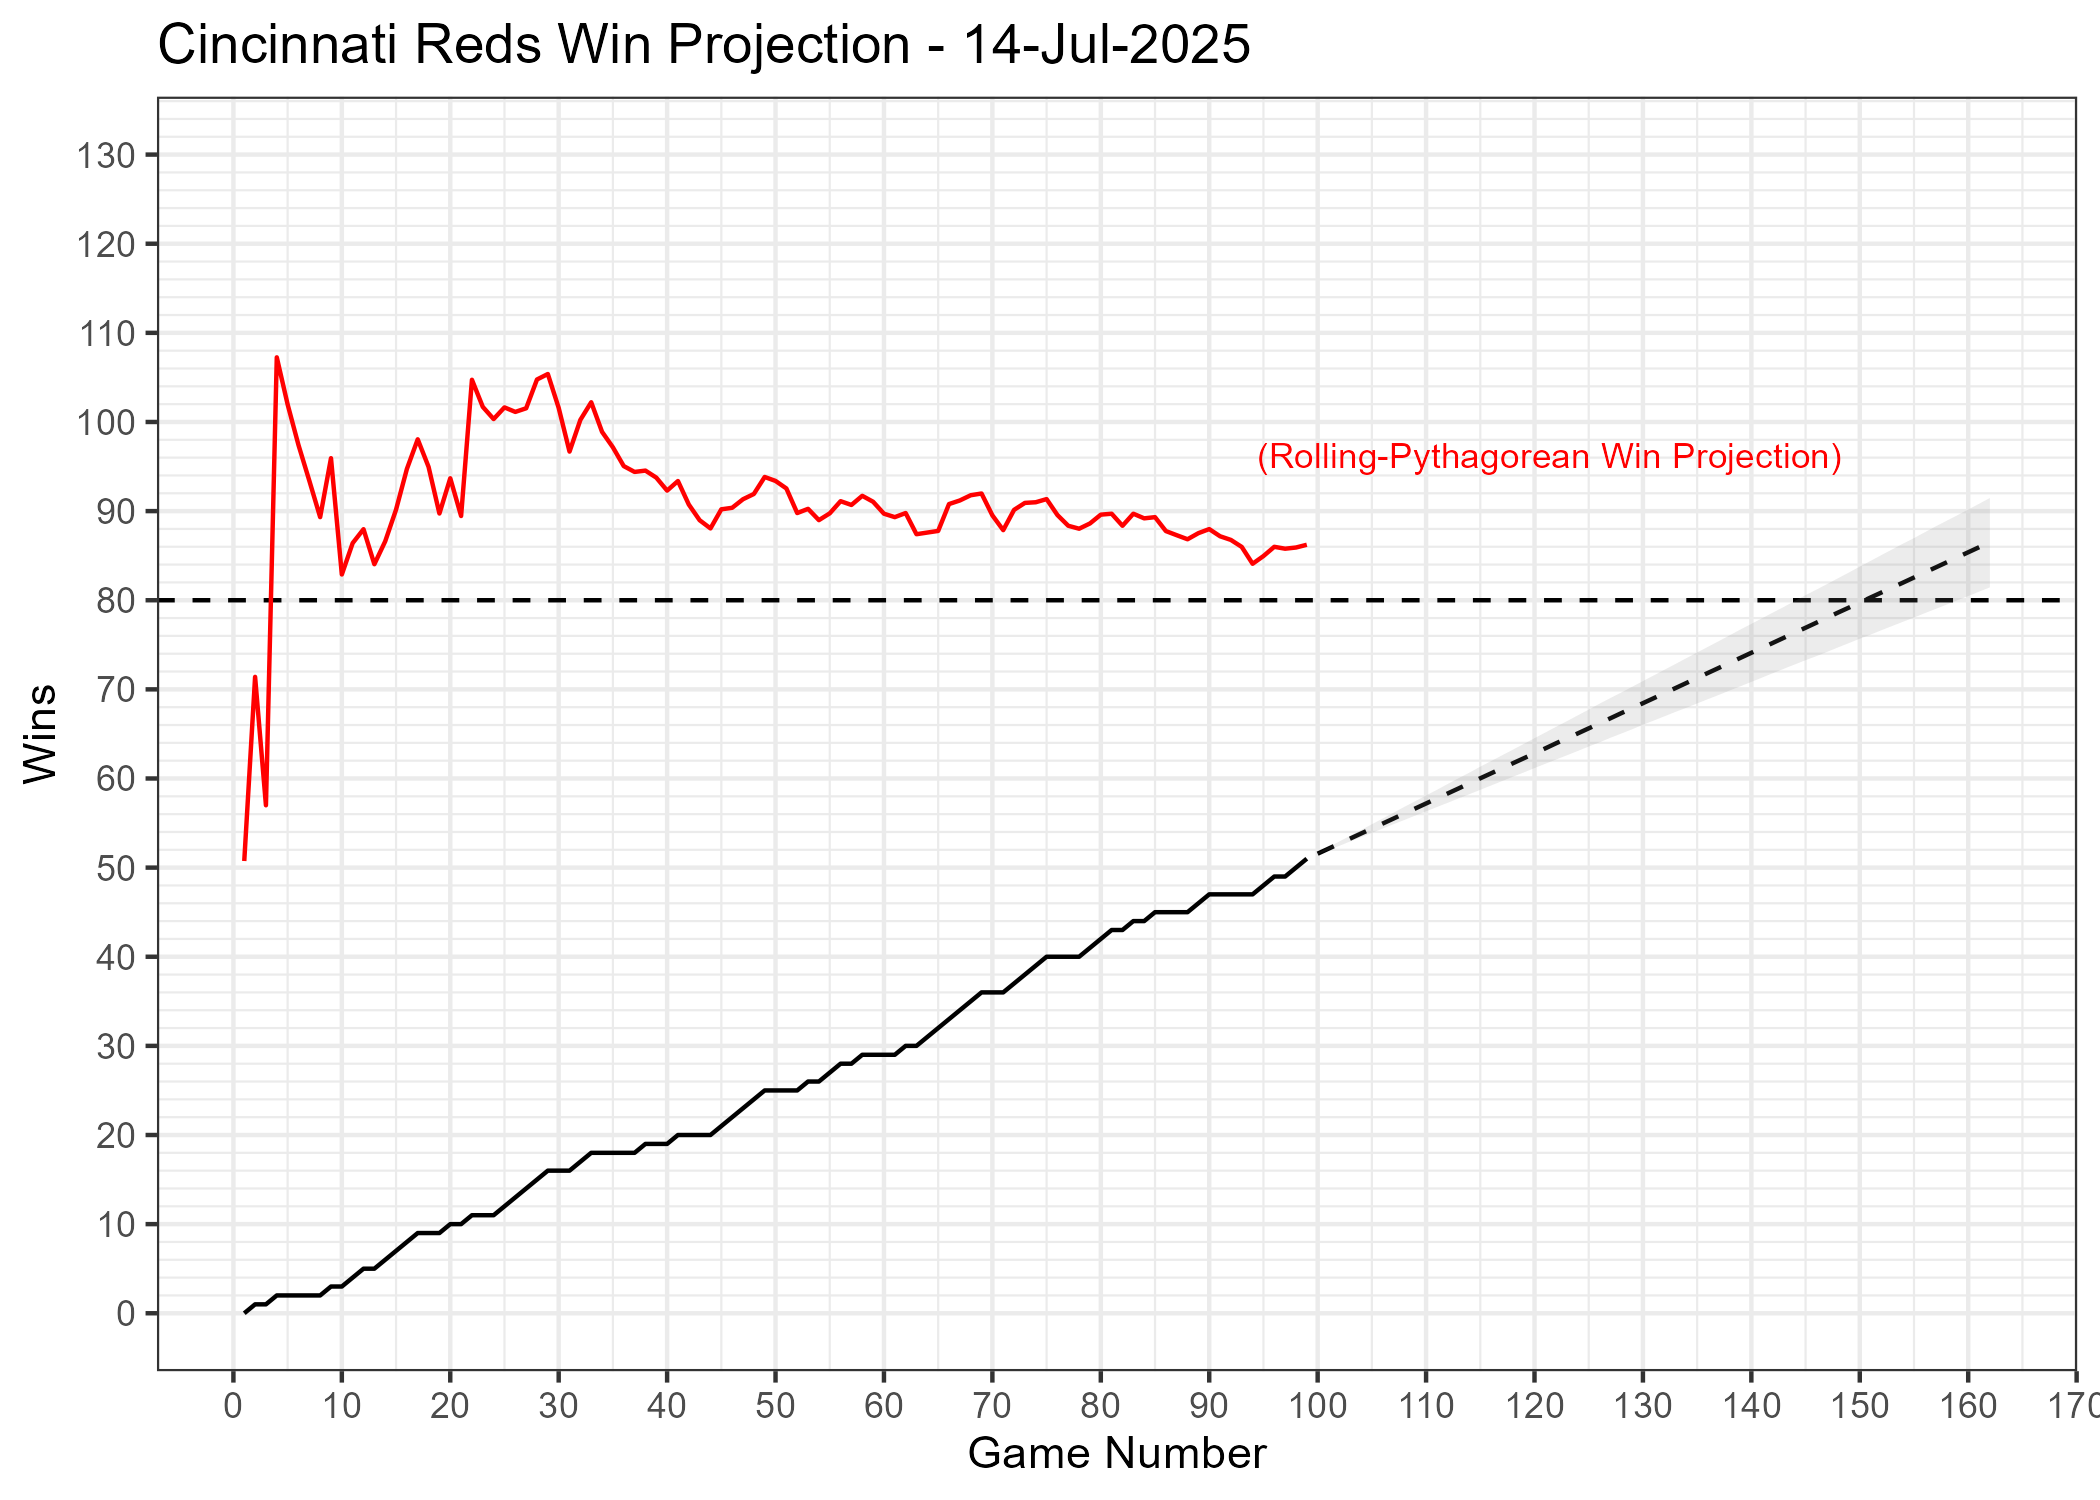 Cincinnati Reds Win Projection - 14-Jul-2025
130
120
110
100
(Rolling-Pythagorean Win Projection)
90
80
70
Wins
60
50
40
30
20
10
0
0 10 20 30 40 50 60 70 80 90 100 110 120 130 140 150 160 170
Game Number